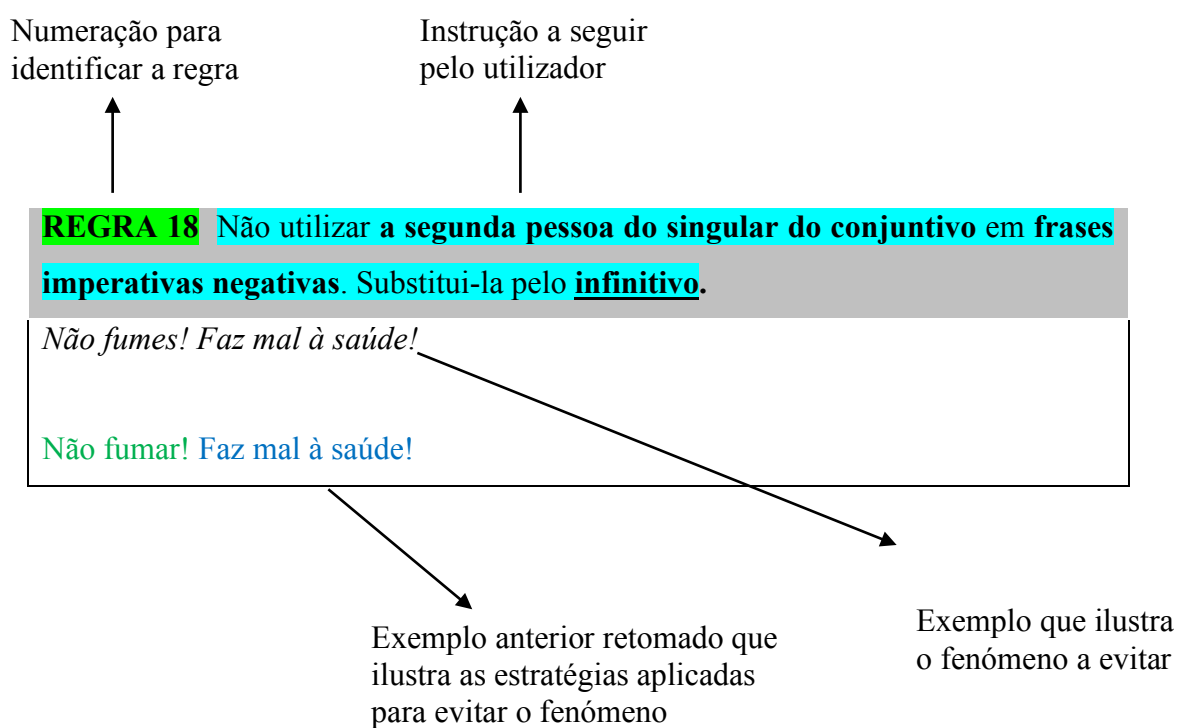 Numeração para
identificar a regra
Instrução a seguir
pelo utilizador
REGRA 18 Não utilizar a segunda pessoa do singular do conjuntivo em frases
imperativas negativas. Substitui-la pelo infinitivo.
Não fumes! Faz mal à saúde!
Não fumar! Faz mal à saúde!
Exemplo anterior retomado que
ilustra as estratégias aplicadas
para evitar o fenómeno
Exemplo que ilustra
o fenómeno a evitar